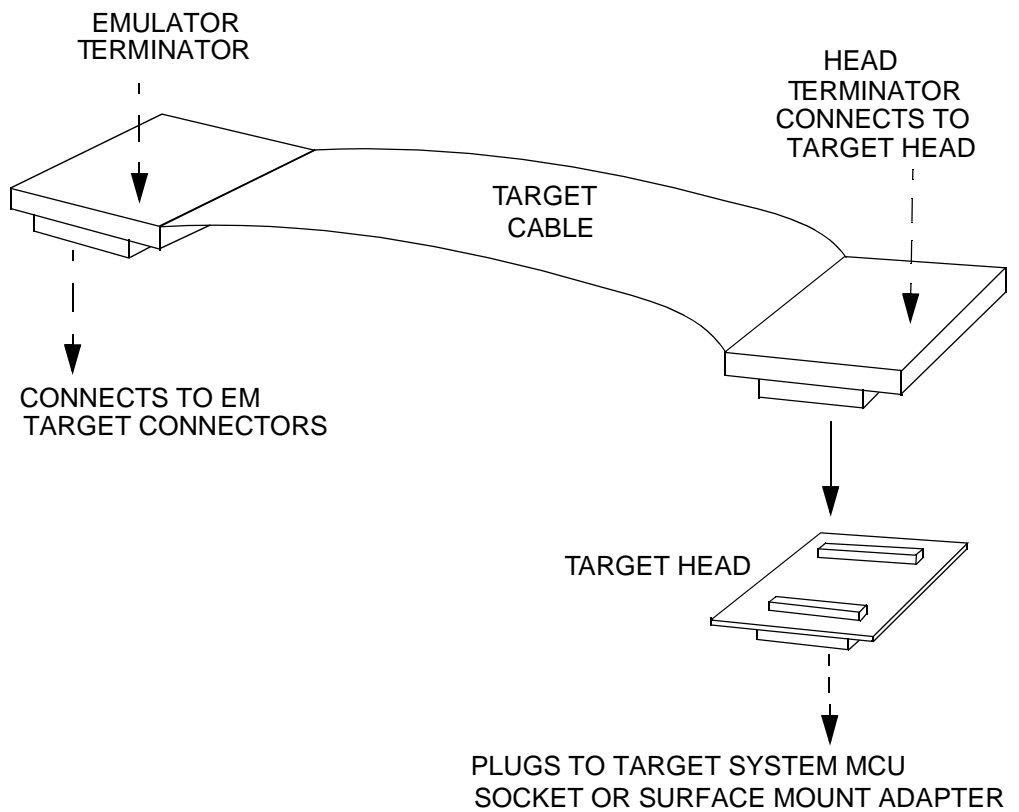 EMULATOR
TERMINATOR
HEAD
TERMINATOR
CONNECTS TO
TARGET HEAD
TARGET
CABLE
CONNECTS TO EM
TARGET CONNECTORS
TARGET HEAD
PLUGS TO TARGET SYSTEM MCU
SOCKET OR SURFACE MOUNT ADAPTER